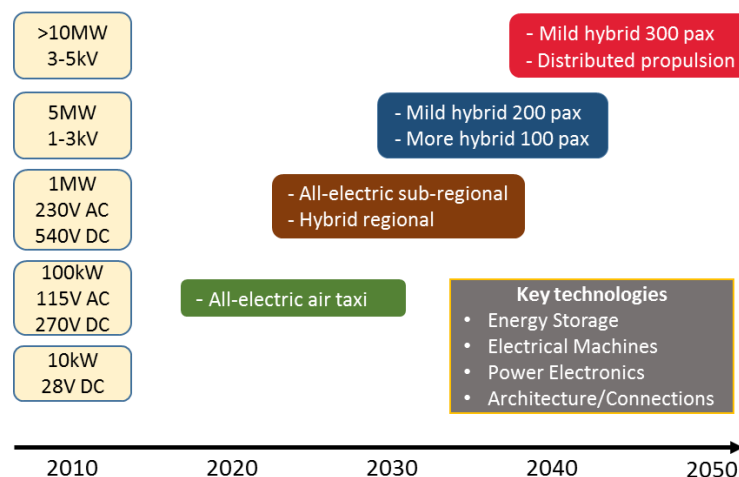 >10MW
3-5kV
- Mild hybrid 300 pax
- Distributed propulsion
5MW
1-3kV
- Mild hybrid 200 pax
- More hybrid 100 pax
1MW
230V AC
540V DC
- All-electric sub-regional
- Hybrid regional
100kW
115V AC
270V DC
- All-electric air taxi
10kW
28V DC
Key technologies
• Energy Storage
• Electrical Machines
• Power Electronics
• Architecture/Connections
2010 2020 2030 2040 2050